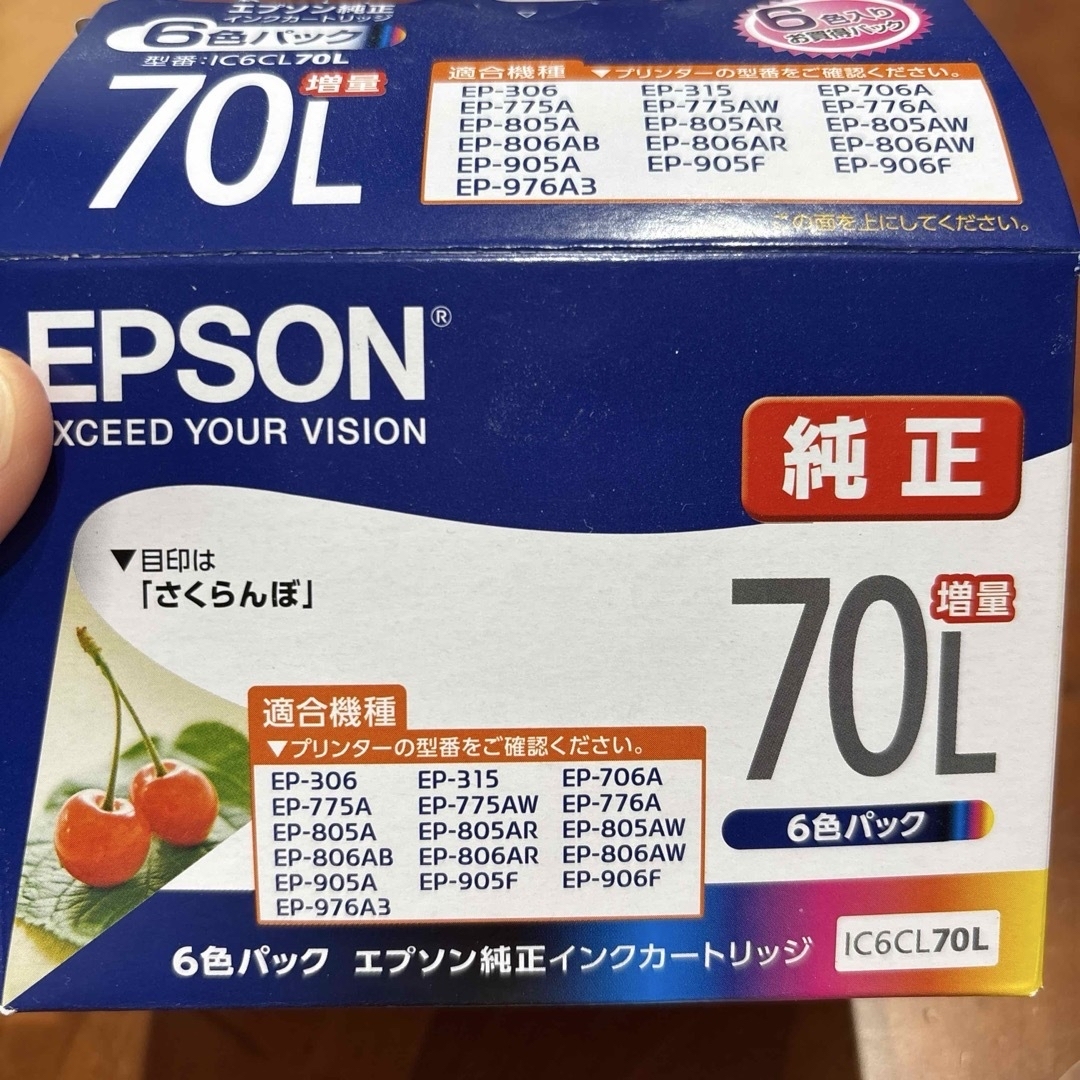 エプソン純正
インクカートリッジ
6色パック
型番:IC6CL70L
6色入り
お買得パック
70L 増量
適合機種 ▼プリンターの型番をご確認ください。
EP-306 EP-315 EP-706A
EP-775A EP-775AW EP-776A
EP-805A EP-805AR EP-805AW
EP-806AB EP-806AR EP-806AW
EP-905A EP-905F EP-906F
EP-976A3
この面を上にしてください。
EPSON®
EXCEED YOUR VISION
純正
▼目印は
「さくらんぼ」
70L 増量
6色パック
適合機種
▼プリンターの型番をご確認ください。
EP-306 EP-315 EP-706A
EP-775A EP-775AW EP-776A
EP-805A EP-805AR EP-805AW
EP-806AB EP-806AR EP-806AW
EP-905A EP-905F EP-906F
EP-976A3
6色パック エプソン純正インクカートリッジ IC6CL70L